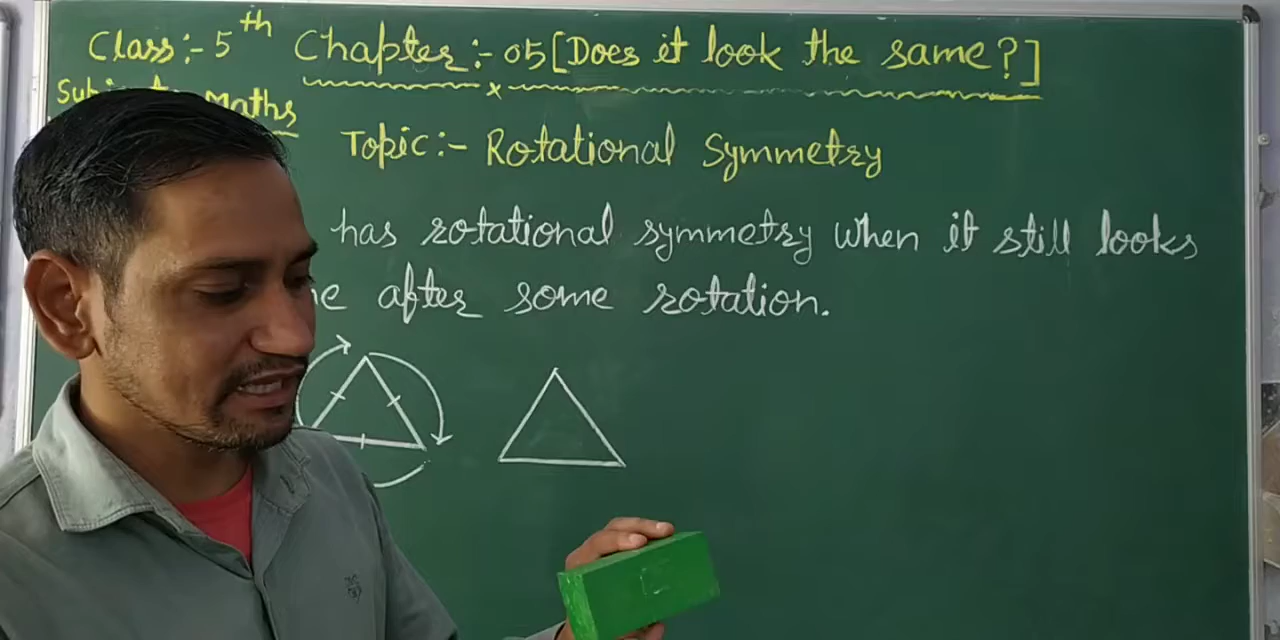 Class:- 5th Chapter:- 05[Does it look the same?]
Maths
Topic:- Rotational Symmetry
has rotational symmetry when it still looks
after some rotation.